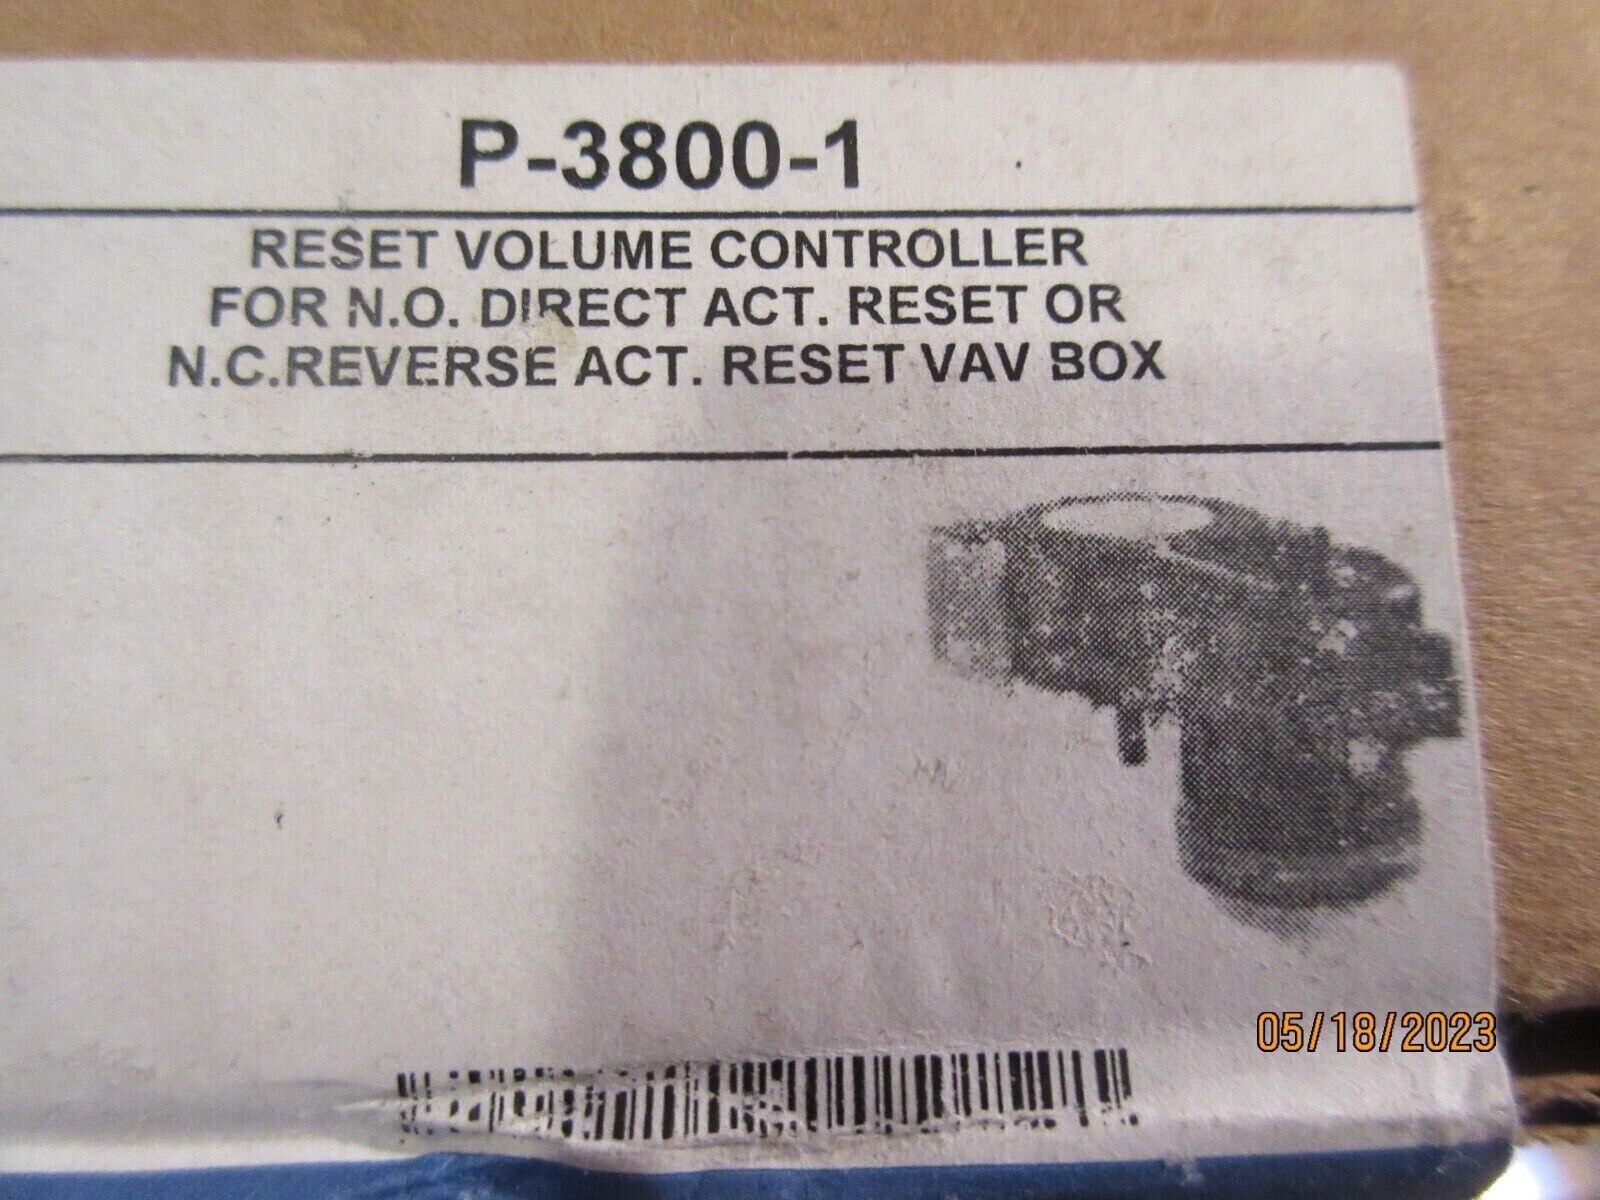 P-3800-1
RESET VOLUME CONTROLLER
FOR N.O. DIRECT ACT. RESET OR
N.C.REVERSE ACT. RESET VAV BOX
05/18/2023